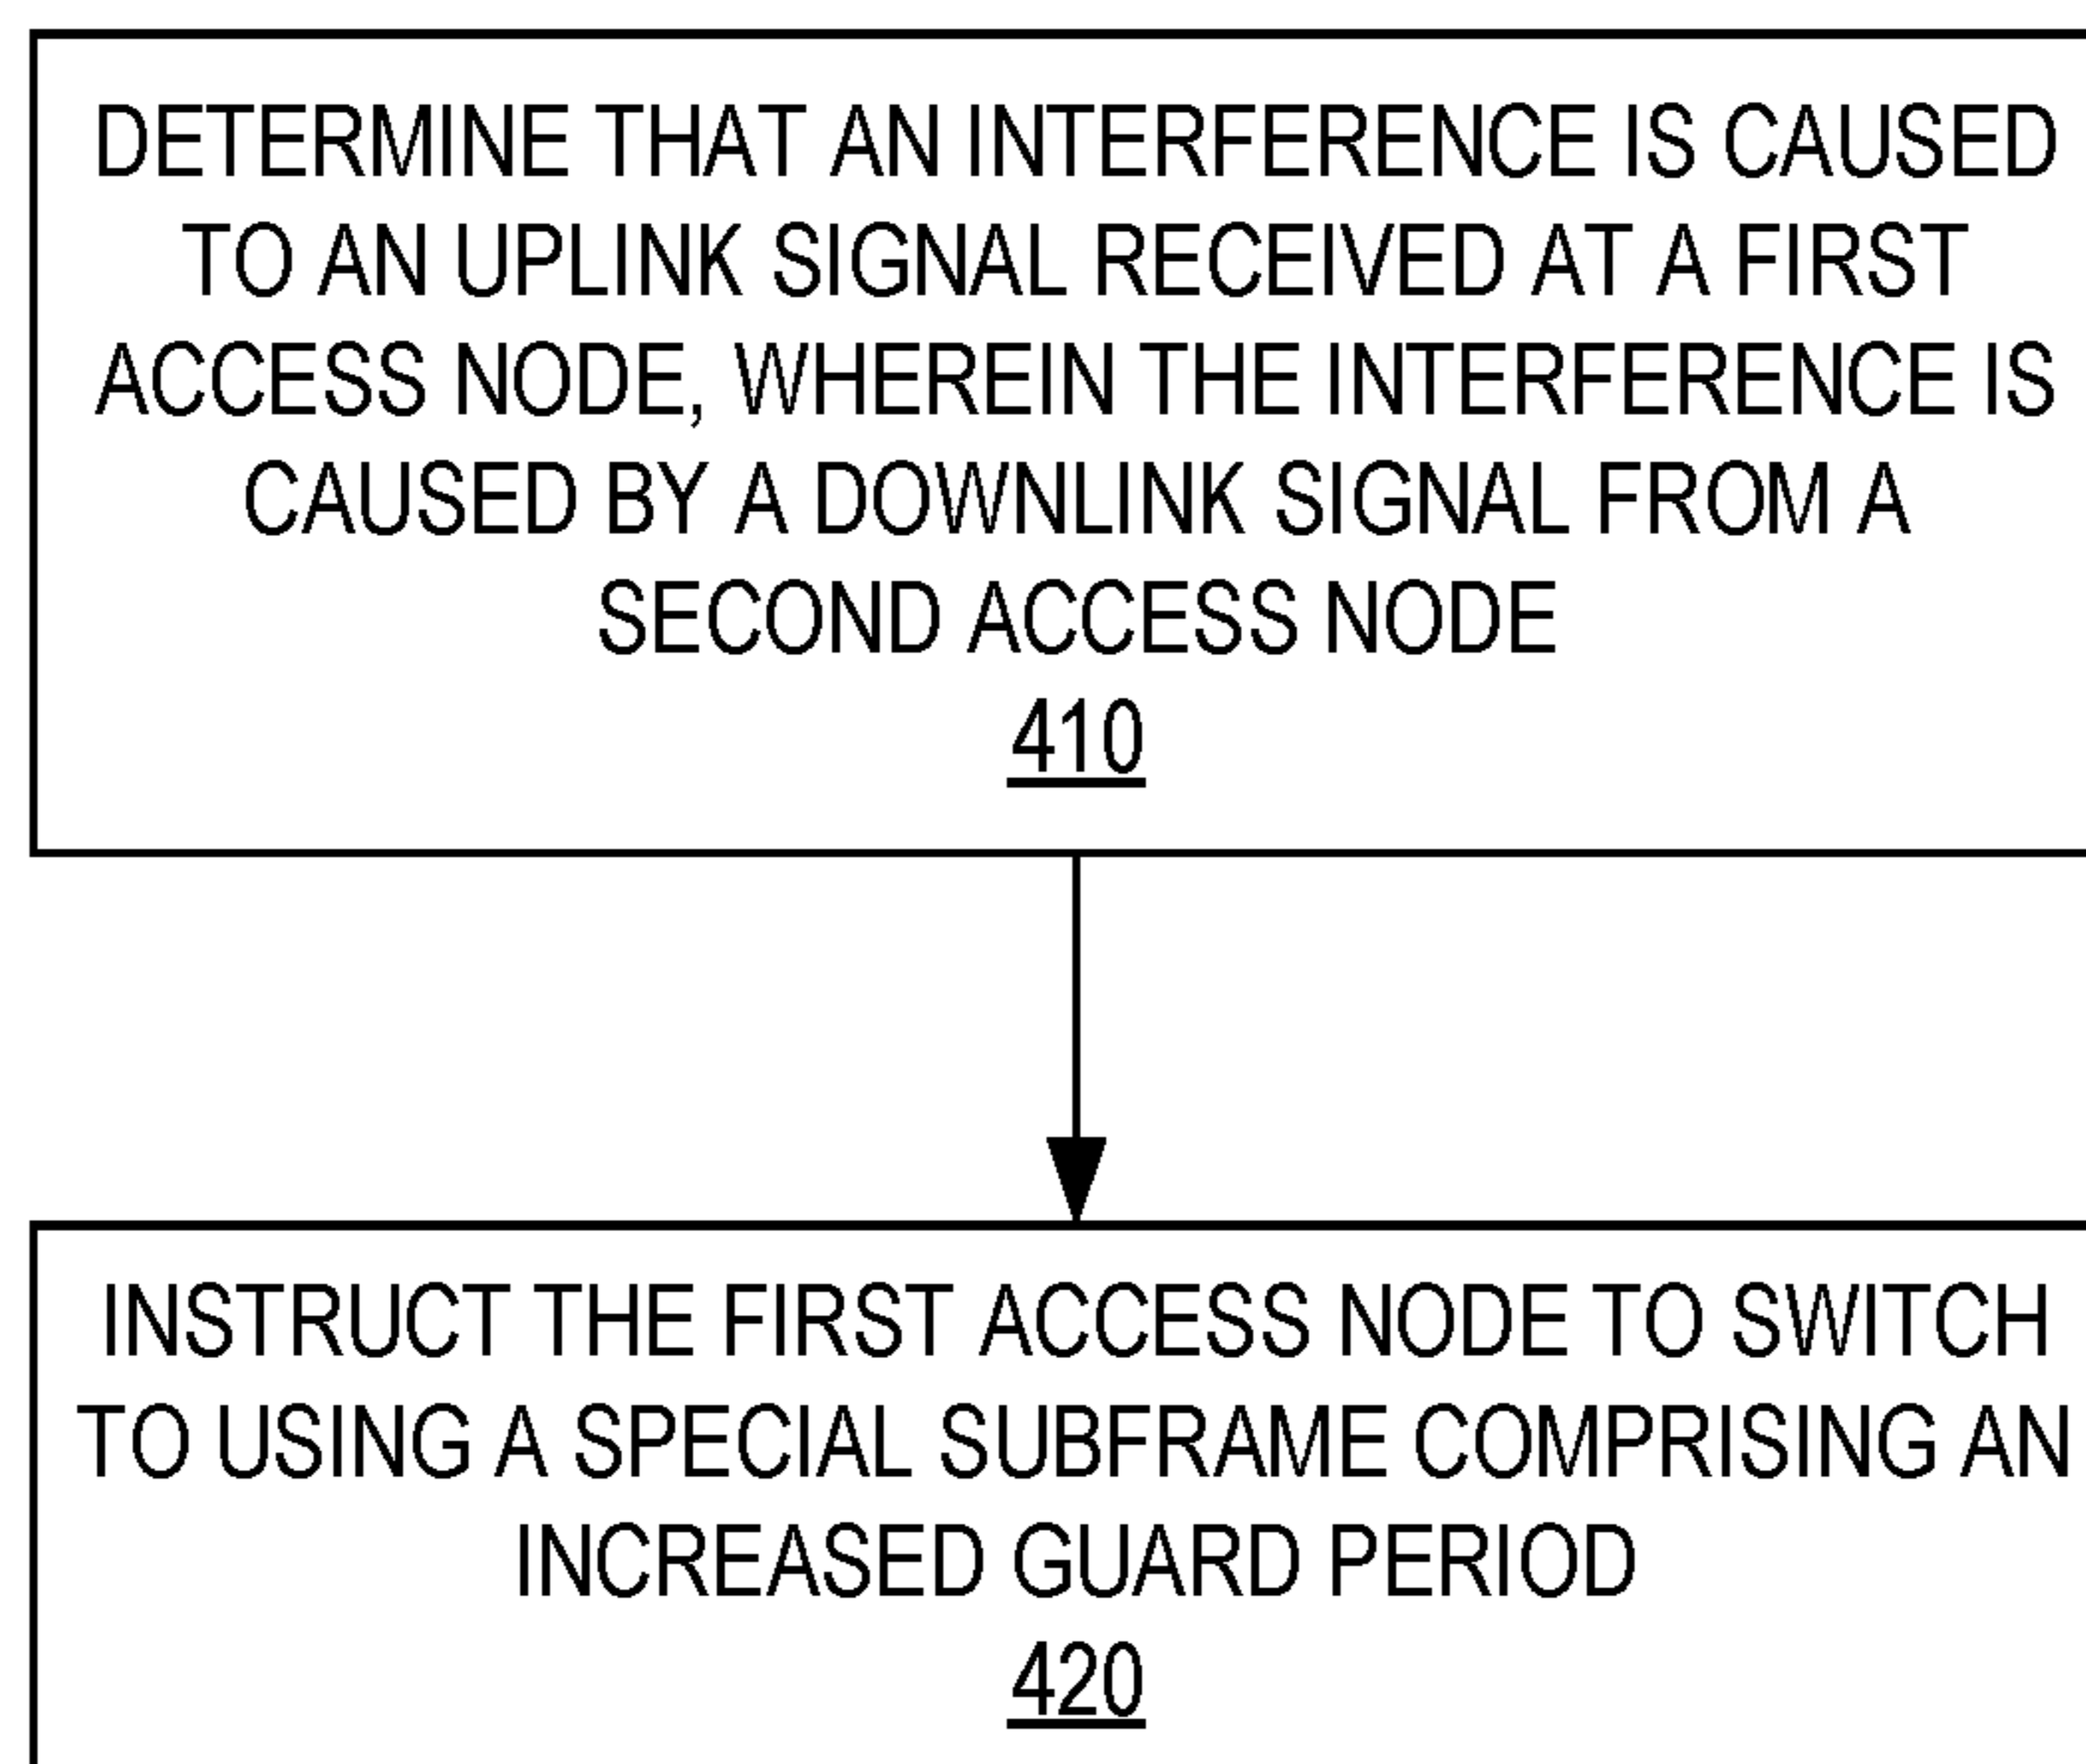 DETERMINE THAT AN INTERFERENCE IS CAUSED
TO AN UPLINK SIGNAL RECEIVED AT A FIRST
ACCESS NODE, WHEREIN THE INTERFERENCE IS
CAUSED BY A DOWNLINK SIGNAL FROM A
SECOND ACCESS NODE
410
INSTRUCT THE FIRST ACCESS NODE TO SWITCH
TO USING A SPECIAL SUBFRAME COMPRISING AN
INCREASED GUARD PERIOD
420